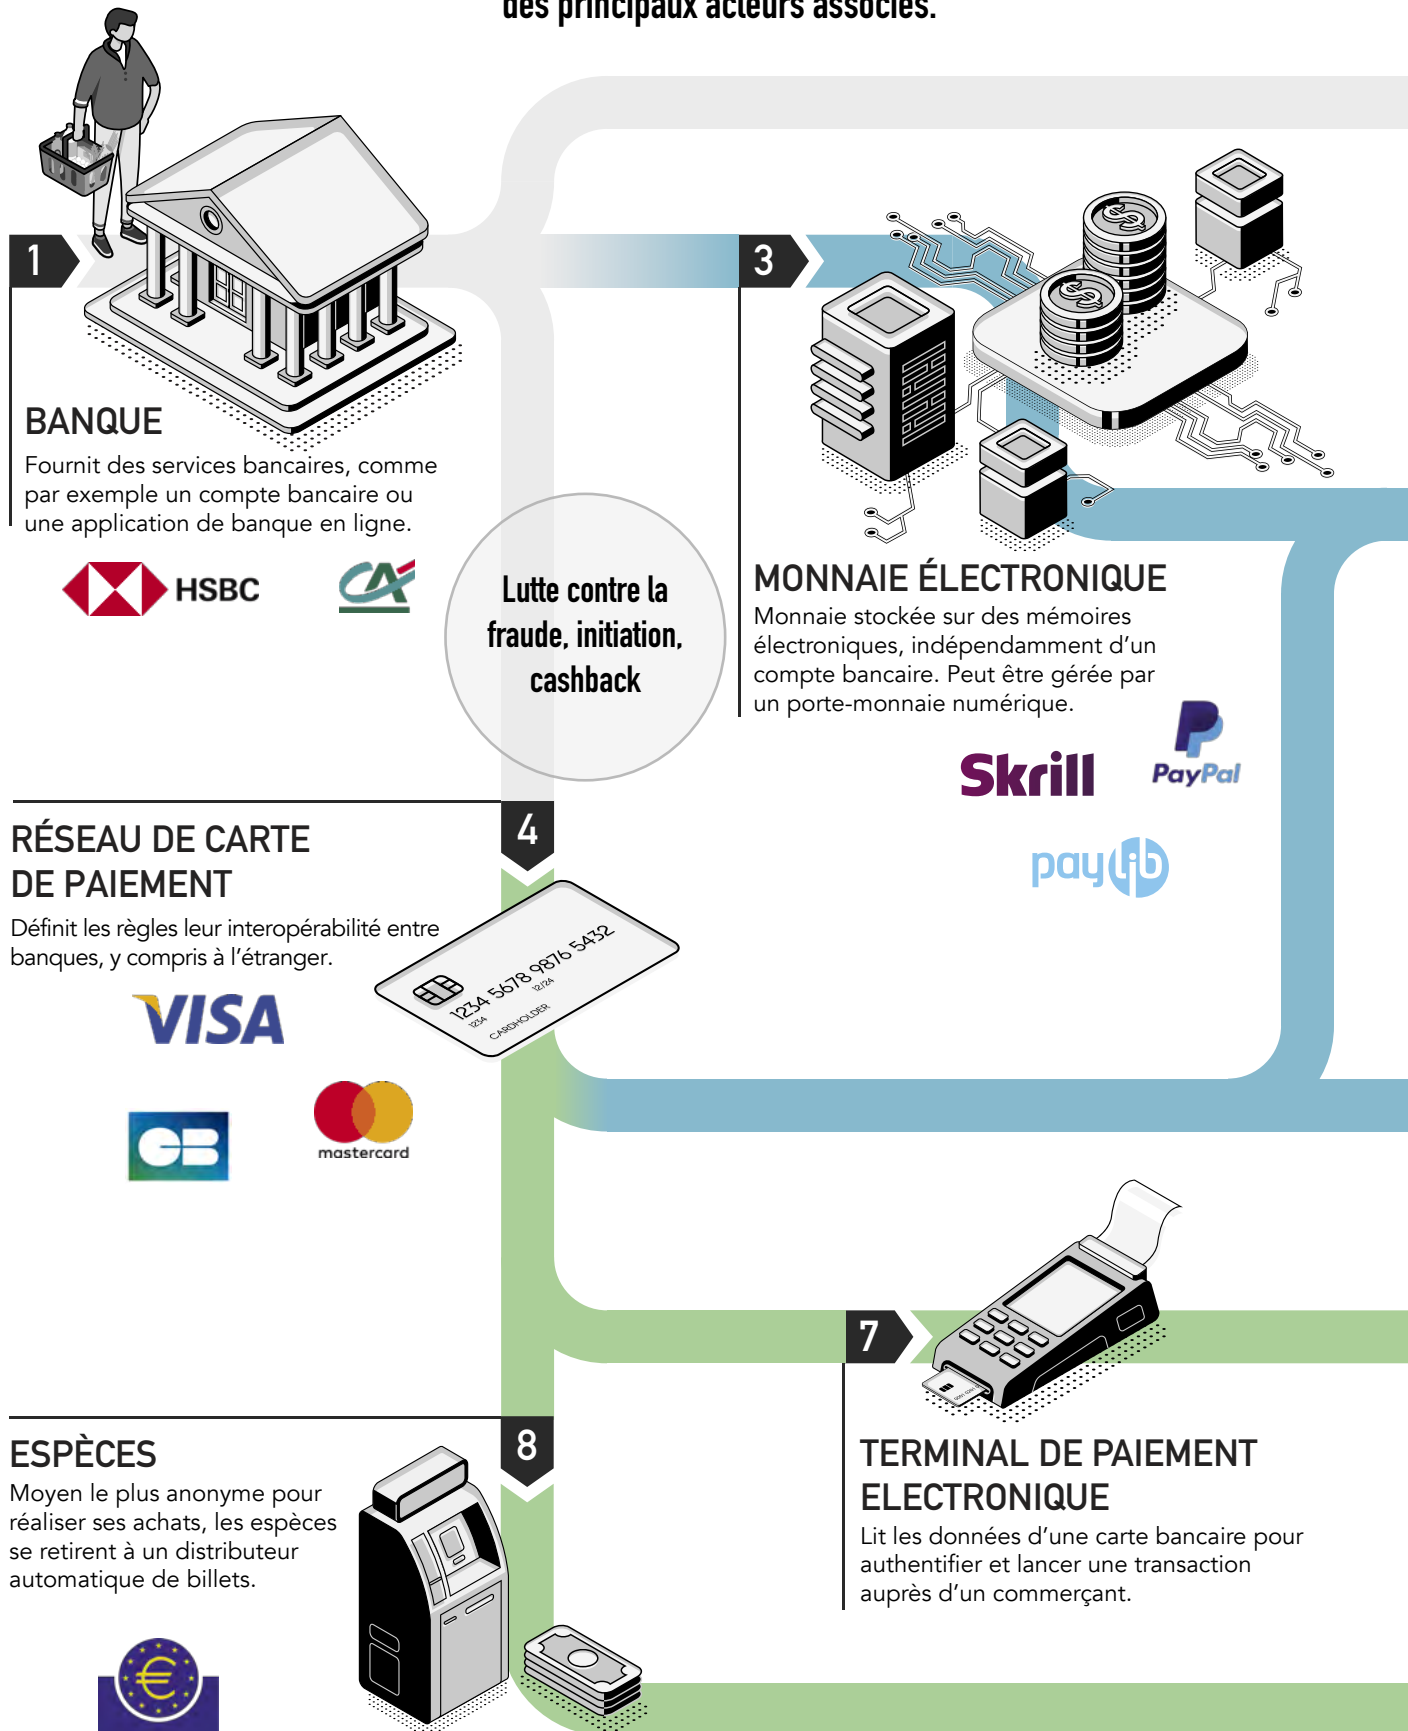 des principaux acteurs associés.
1
BANQUE
Fournit des services bancaires, comme
par exemple un compte bancaire ou
une application de banque en ligne.
HSBC
CA
Lutte contre la
fraude, initiation,
cashback
3
MONNAIE ÉLECTRONIQUE
Monnaie stockée sur des mémoires
électroniques, indépendamment d’un
compte bancaire. Peut être gérée par
un porte-monnaie numérique.
Skrill
PayPal
paylib
4
RÉSEAU DE CARTE
DE PAIEMENT
Définit les règles leur interopérabilité entre
banques, y compris à l’étranger.
1234 5678 9876 5432
1234
12/24
CARDHOLDER
VISA
CB
mastercard
7
TERMINAL DE PAIEMENT
ELECTRONIQUE
Lit les données d’une carte bancaire pour
authentifier et lancer une transaction
auprès d’un commerçant.
8
ESPÈCES
Moyen le plus anonyme pour
réaliser ses achats, les espèces
se retirent à un distributeur
automatique de billets.
€